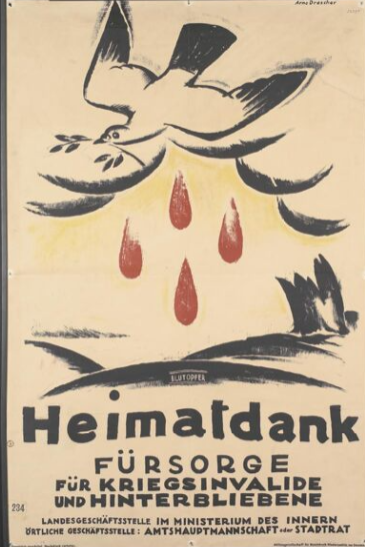 Arno Drescher
BLUTOPFER
Heimatdank
FÜRSORGE
FÜR KRIEGSINVALIDE
UND HINTERBLIEBENE
234
LANDESGESCHÄFTSSTELLE IM MINISTERIUM DES INNERN
ÖRTLICHE GESCHÄFTSSTELLE: AMTSHAUPTMANNSCHAFT oder STADTRAT